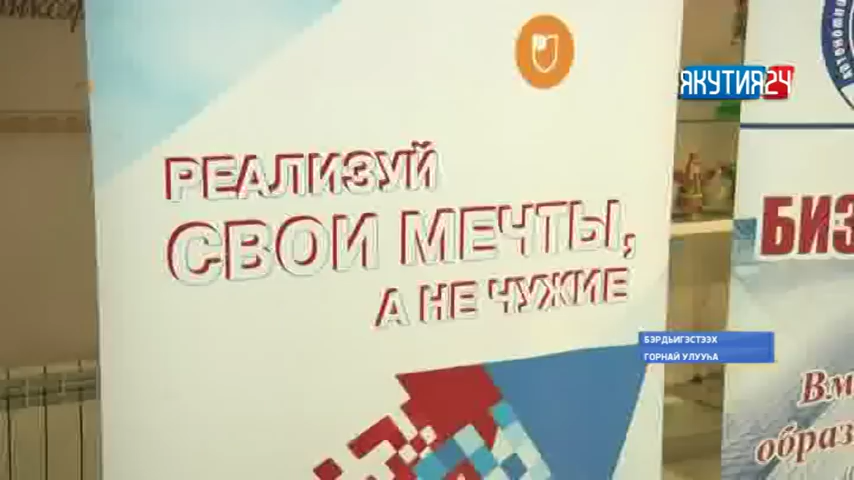 ЯКУТИЯ24
РЕАЛИЗУЙ
СВОИ МЕЧТЫ,
А НЕ ЧУЖИЕ
БИЗ
БЭРДЬИГЭСТЭЭХ
ГОРНАЙ УЛУУҺА
Вм
образ